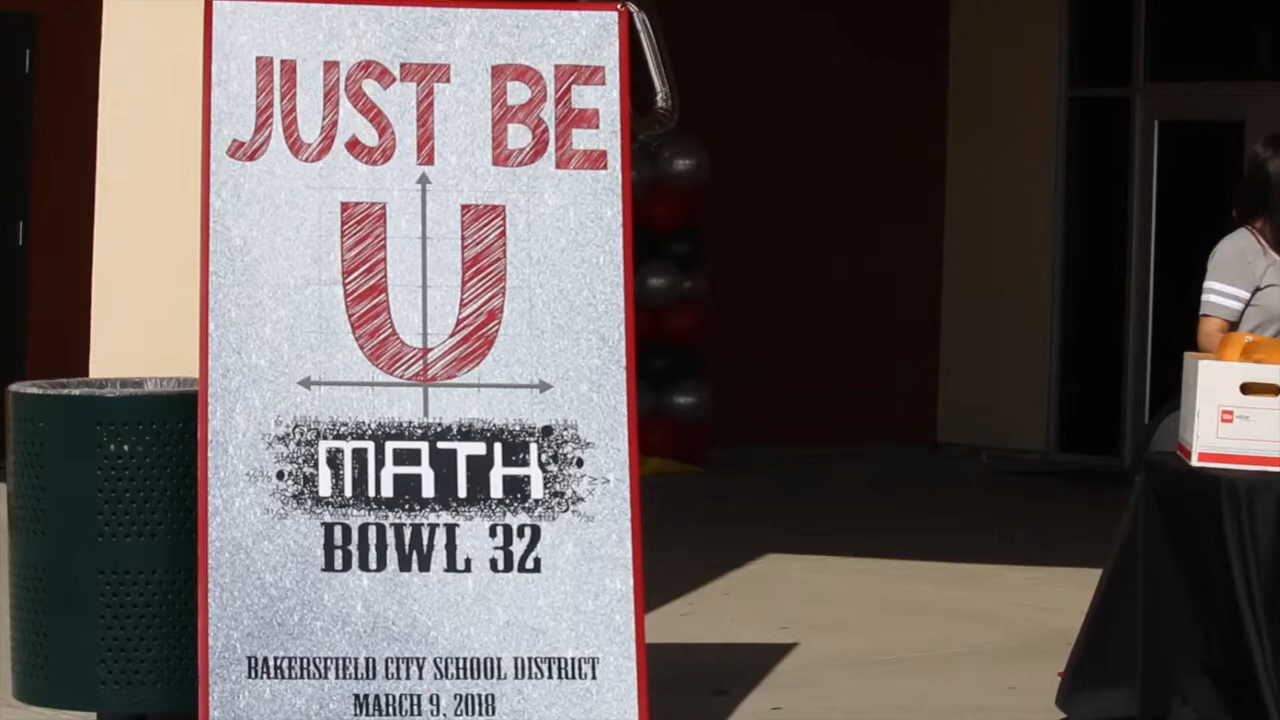 JUST BE
U
MATH
BOWL 32
BAKERSFIELD CITY SCHOOL DISTRICT
MARCH 9, 2018